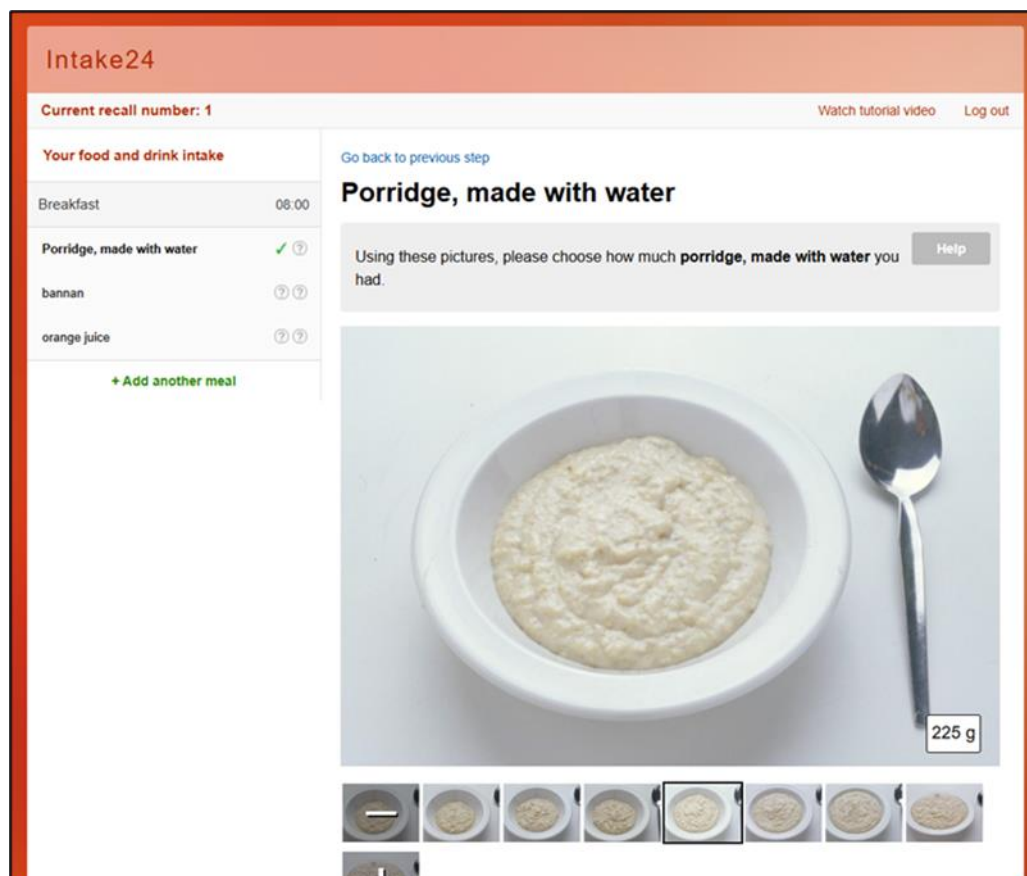 Intake24
Current recall number: 1
Watch tutorial video
Log out
Your food and drink intake
Breakfast
08:00
Porridge, made with water
bannan
orange juice
+ Add another meal
Go back to previous step
Porridge, made with water
Using these pictures, please choose how much porridge, made with water you
had.
Help
225 g